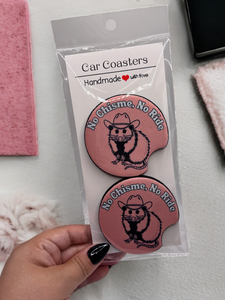 Car Coasters
Handmade with love
No Chisme, No Ride
No Chisme, No Ride